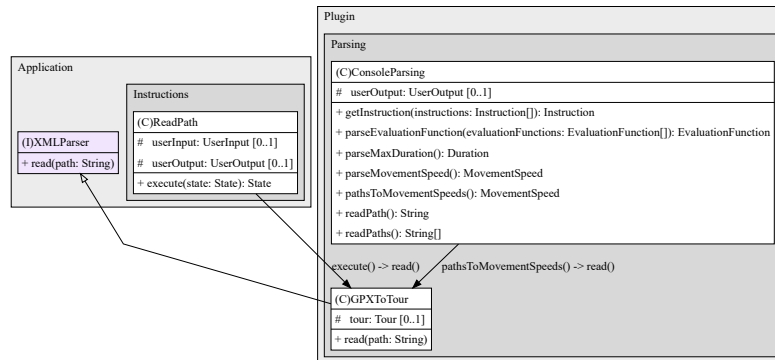 Plugin
Parsing
(C)ConsoleParsing
# userOutput: UserOutput [0..1]
+ getInstruction(instructions: Instruction[]): Instruction
+ parseEvaluationFunction(evaluationFunctions: EvaluationFunction[]): EvaluationFunction
+ parseMaxDuration(): Duration
+ parseMovementSpeed(): MovementSpeed
+ pathsToMovementSpeeds(): MovementSpeed
+ readPath(): String
+ readPaths(): String[]
Application
Instructions
(C)ReadPath
# userInput: UserInput [0..1]
# userOutput: UserOutput [0..1]
+ execute(state: State): State
(I)XMLParser
+ read(path: String)
execute() -> read()
pathsToMovementSpeeds() -> read()
(C)GPXToTour
# tour: Tour [0..1]
+ read(path: String)